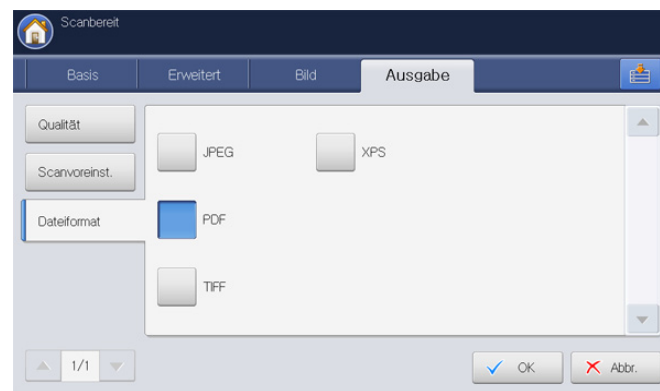 Scanbereit
Basis Erweitert Bild Ausgabe
Qualität
Scanvoreinst.
Dateiformat
JPEG XPS
PDF
TIFF
1/1
OK Abbr.